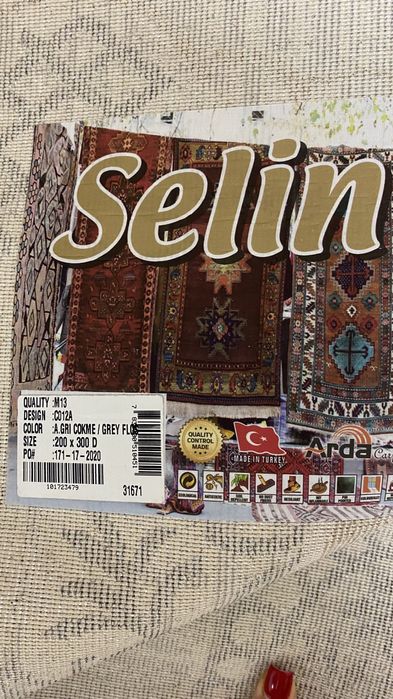 Selin
QUALITY :M13
DESIGN :C012A
COLOR :A.GRI COKME / GREY FLO
SIZE :200 x 300 D
PO# :171-17-2020
101723479
31671
QUALITY
CONTROL
MADE
MADE IN TURKEY
Arda
Car